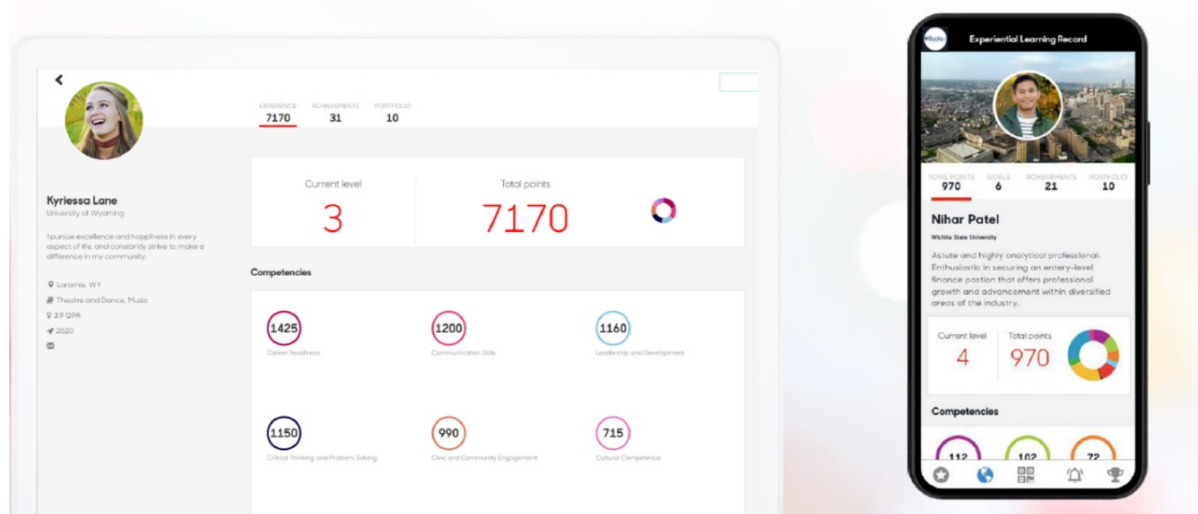 EXPERIENCE ACHIEVEMENTS PORTFOLIO
7170 31 10
Kyriessa Lane
University of Wyoming
I pursue excellence and happiness in every
aspect of life, and constantly strive to make a
difference in my community.
Laramie, WY
Theatre and Dance, Music
3.9 GPA
2020
Current level Total points
3 7170
Competencies
1425 1200 1160
Career Readiness Communication Skills Leadership and Development
1150 990 715
Critical Thinking and Problem Solving Civic and Community Engagement Cultural Competence
Experiential Learning Record
TOTAL POINTS GOALS ACHIEVEMENTS PORTFOLIO
970 6 21 10
Nihar Patel
Wichita State University
Astute and highly analytical professional.
Enthusiastic in securing an entery-level
finance postion that offers professional
growth and advancement within diversified
areas of the industry.
Current level Total points
4 970
Competencies
112 102 72